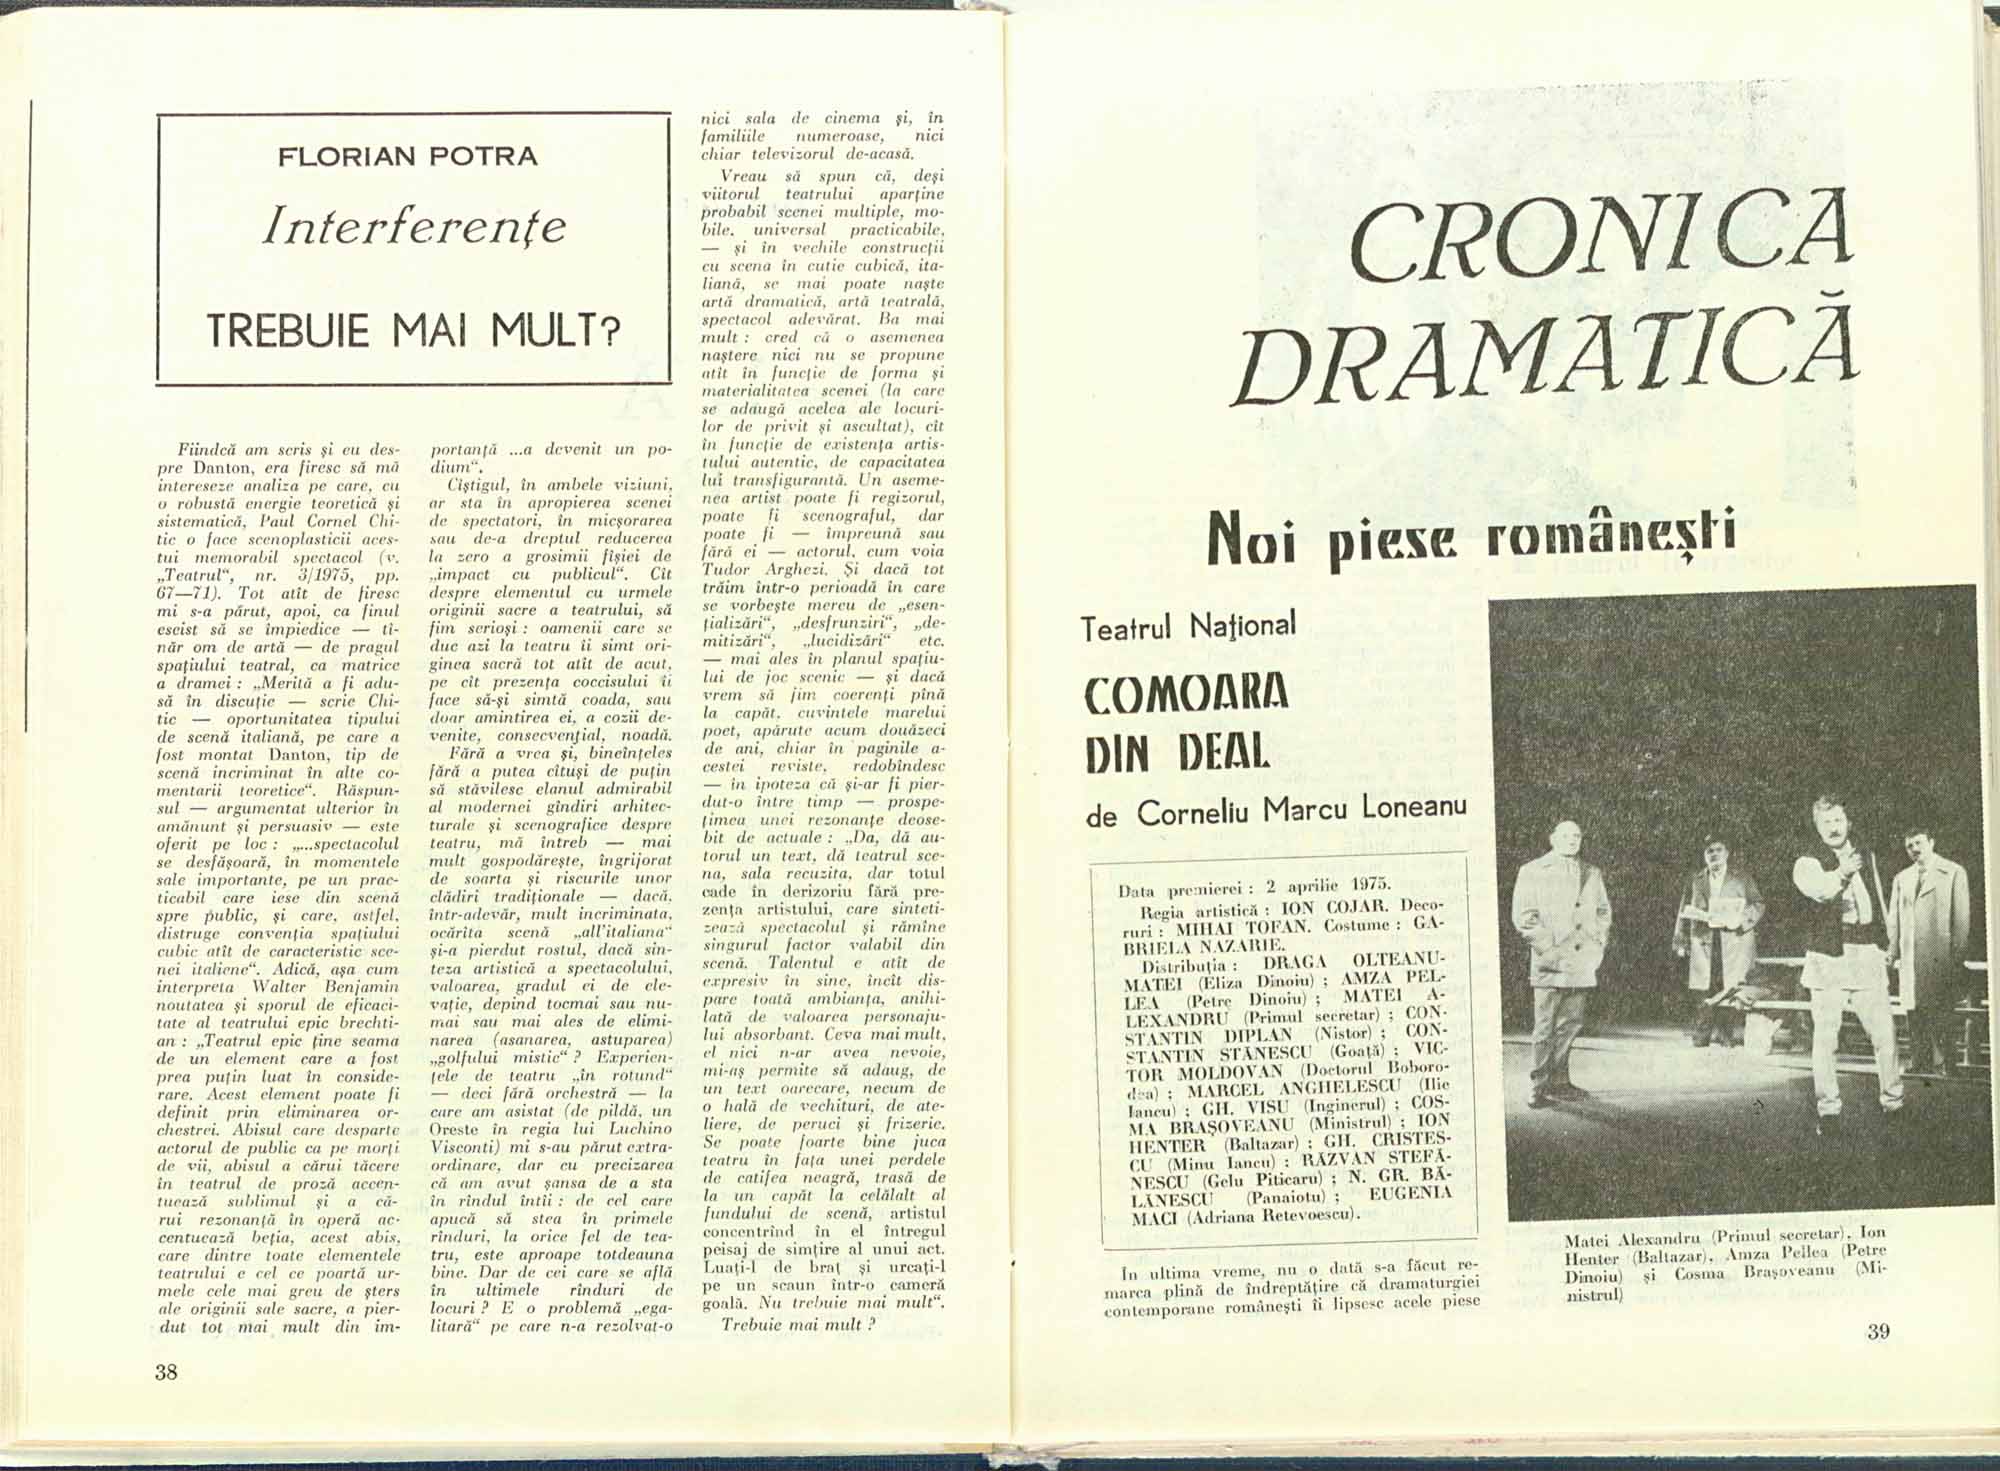 FLORIAN POTRA
Interferențe
TREBUIE MAI MULT?
Fiindcă am scris și eu des-
pre Danton, era firesc să mă
intereseze analiza pe care, cu
o robustă energie teoretică și
sistematică, Paul Cornel Chi-
tic o face scenoplasticii aces-
tui memorabil spectacol (v.
„Teatrul“, nr. 3/1975, pp.
67—71). Tot atît de firesc
mi s-a părut, apoi, ca finul
eseist să se împiedice — tî-
năr om de artă — de pragul
spațiului teatral, ca matrice
a dramei : „Merită a fi adu-
să în discuție — scrie Chi-
tic — oportunitatea tipului
de scenă italiană, pe care a
fost montat Danton, tip de
scenă incriminat în alte co-
mentarii teoretice“. Răspun-
sul — argumentat ulterior în
amănunt și persuasiv — este
oferit pe loc : „...spectacolul
se desfășoară, în momentele
sale importante, pe un prac-
ticabil care iese din scenă
spre public, și care, astfel,
distruge convenția spațiului
cubic atît de caracteristic sce-
nei italiene“. Adică, așa cum
interpreta Walter Benjamin
noutatea și sporul de eficaci-
tate al teatrului epic brechti-
an : „Teatrul epic ține seama
de un element care a fost
prea puțin luat în conside-
rare. Acest element poate fi
definit prin eliminarea or-
chestrei. Abisul care desparte
actorul de public ca pe morți
de vii, abisul a cărui tăcere
în teatrul de proză accen-
tuează sublimul și a că-
rui rezonanță în operă ac-
centuează beția, acest abis,
care dintre toate elementele
teatrului e cel ce poartă ur-
mele cele mai greu de șters
ale originii sale sacre, a pier-
dut tot mai mult din im-
portanță ...a devenit un po-
dium“.
Cîștigul, în ambele viziuni,
ar sta în apropierea scenei
de spectatori, în micșorarea
sau de-a dreptul reducerea
la zero a grosimii fîșiei de
„impact cu publicul“. Cît
despre elementul cu urmele
originii sacre a teatrului, să
fim serioși : oamenii care se
duc azi la teatru îi simt ori-
ginea sacră tot atît de acut,
pe cît prezența coccisului îi
face să-și simtă coada, sau
doar amintirea ei, a cozii de-
venite, consecvențial, noadă.
Fără a vrea și, bineînțeles
fără a putea cîtuși de puțin
să stăvilesc elanul admirabil
al modernei gîndiri arhitec-
turale și scenografice despre
teatru, mă întreb — mai
mult gospodărește, îngrijorat
de soarta și riscurile unor
clădiri tradiționale — dacă,
într-adevăr, mult incriminata,
ocărîta scenă „all'italiana“
și-a pierdut rostul, dacă sin-
teza artistică a spectacolului,
valoarea, gradul ei de ele-
vație, depind tocmai sau nu-
mai sau mai ales de elimi-
narea (asanarea, astuparea)
„golfului mistic“ ? Experien-
țele de teatru „în rotund“
— deci fără orchestră — la
care am asistat (de pildă, un
Oreste în regia lui Luchino
Visconti) mi s-au părut extra-
ordinare, dar cu precizarea
că am avut șansa de a sta
în rîndul întîi : de cel care
apucă să stea în primele
rînduri, la orice fel de tea-
tru, este aproape totdeauna
bine. Dar de cei care se află
în ultimele rînduri de
locuri ? E o problemă „ega-
litară“ pe care n-a rezolvat-o
nici sala de cinema și, în
familiile numeroase, nici
chiar televizorul de-acasă.
Vreau să spun că, deși
viitorul teatrului aparține
probabil scenei multiple, mo-
bile, universal practicabile,
— și în vechile construcții
cu scena în cutie cubică, ita-
liană, se mai poate naște
artă dramatică, artă teatrală,
spectacol adevărat. Ba mai
mult : cred că o asemenea
naștere nici nu se propune
atît în funcție de forma și
materialitatea scenei (la care
se adaugă acelea ale locuri-
lor de privit și ascultat), cît
în funcție de existența artis-
tului autentic, de capacitatea
lui transfigurantă. Un aseme-
nea artist poate fi regizorul,
poate fi scenograful, dar
poate fi — împreună sau
fără ei — actorul, cum voia
Tudor Arghezi. Și dacă tot
trăim într-o perioadă în care
se vorbește mereu de „esen-
țializări“, „desfrunziri“, „de-
mitizări“, „lucidizări“ etc.
— mai ales în planul spațiu-
lui de joc scenic — și dacă
vrem să fim coerenți pînă
la capăt, cuvintele marelui
poet, apărute acum douăzeci
de ani, chiar în paginile a-
cestei reviste, redobîndesc
— în ipoteza că și-ar fi pier-
dut-o între timp — prospe-
țimea unei rezonanțe deose-
bit de actuale : „Da, dă au-
torul un text, dă teatrul sce-
na, sala recuzita, dar totul
cade în derizoriu fără pre-
zența artistului, care sinteti-
zează spectacolul și rămîne
singurul factor valabil din
scenă. Talentul e atît de
expresiv în sine, încît dis-
pare toată ambianța, anihi-
lată de valoarea personaju-
lui absorbant. Ceva mai mult,
el nici n-ar avea nevoie,
mi-aș permite să adaug, de
un text oarecare, necum de
o hală de vechituri, de ate-
liere, de peruci și frizerie.
Se poate foarte bine juca
teatru în fața unei perdele
de catifea neagră, trasă de
la un capăt la celălalt al
fundului de scenă, artistul
concentrînd în el întregul
peisaj de simțire al unui act.
Luați-l de braț și urcați-l
pe un scaun într-o cameră
goală. Nu trebuie mai mult“.
Trebuie mai mult ?
38
CRONICA
DRAMATICĂ
Noi piese românești
Teatrul Național
COMOARA
DIN DEAL
de Corneliu Marcu Loneanu
Data premierei : 2 aprilie 1975.
Regia artistică : ION COJAR. Deco-
ruri : MIHAI TOFAN. Costume : GA-
BRIELA NAZARIE.
Distribuția : DRAGA OLTEANU-
MATEI (Eliza Dinoiu) ; AMZA PEL-
LEA (Petre Dinoiu) ; MATEI A-
LEXANDRU (Primul secretar) ; CON-
STANTIN DIPLAN (Nistor) ; CON-
STANTIN STĂNESCU (Goață) ; VIC-
TOR MOLDOVAN (Doctorul Boboro-
dea) ; MARCEL ANGHELESCU (Ilie
Iancu) ; GH. VISU (Inginerul) ; COS-
MA BRAȘOVEANU (Ministrul) ; ION
HENTER (Baltazar) ; GH. CRISTES-
CU (Minu Iancu) ; RĂZVAN ȘTEFĂ-
NESCU (Gelu Piticaru) ; N. GR. BĂ-
LĂNESCU (Panaiotu) ; EUGENIA
MACI (Adriana Retevoescu).
În ultima vreme, nu o dată s-a făcut re-
marca plină de îndreptățire că dramaturgiei
contemporane românești îi lipsesc acele piese
Matei Alexandru (Primul secretar), Ion
Henter (Baltazar), Amza Pellea (Petre
Dinoiu) și Cosma Brașoveanu (Mi-
nistrul)
39